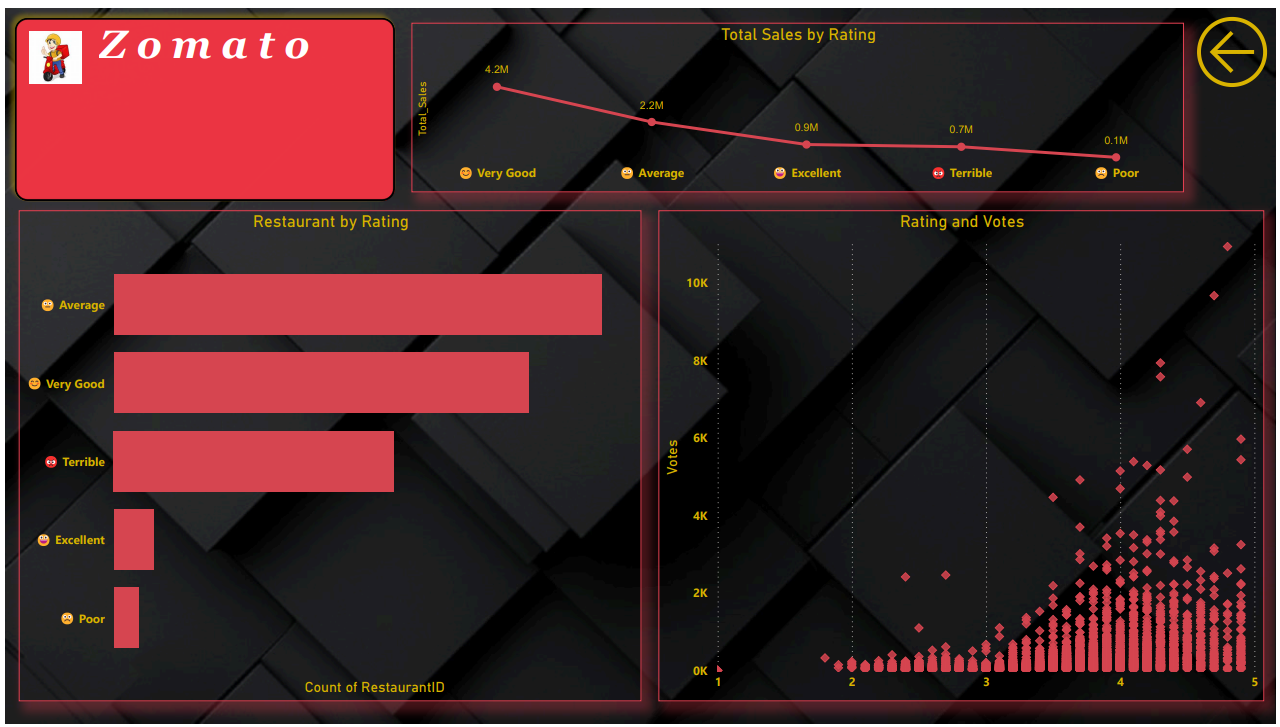 Zomato
Total Sales by Rating
Total_Sales
4.2M
2.2M
0.9M
0.7M
0.1M
😊 Very Good
😐 Average
😀 Excellent
😡 Terrible
🙁 Poor
Restaurant by Rating
😐 Average
😊 Very Good
😡 Terrible
😀 Excellent
🙁 Poor
Count of RestaurantID
Rating and Votes
Votes
10K
8K
6K
4K
2K
0K
1 2 3 4 5